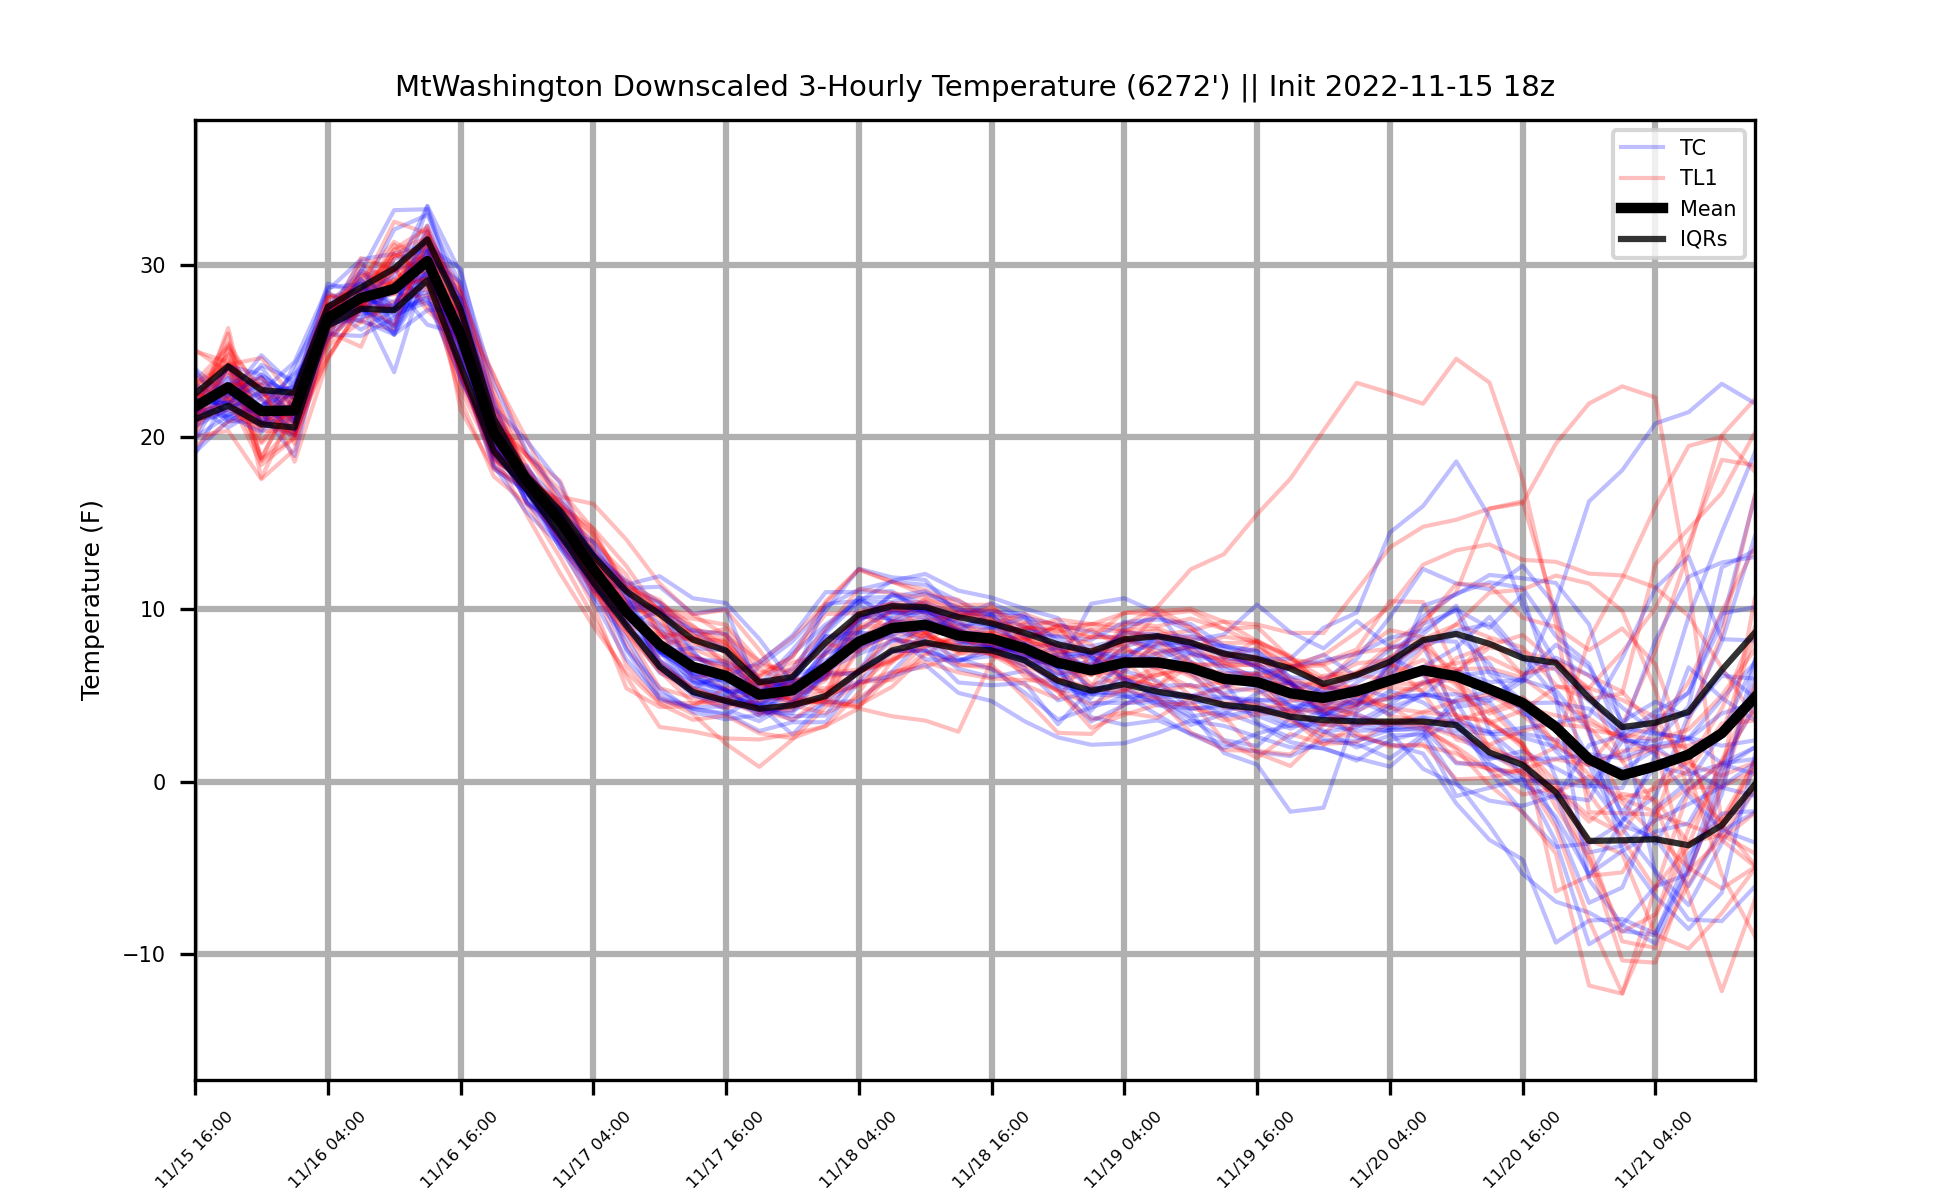 MtWashington Downscaled 3-Hourly Temperature (6272') || Init 2022-11-15 18z
TC
TL1
Mean
IQRs
Temperature (F)
30
20
10
0
−10
11/15 16:00
11/16 04:00
11/16 16:00
11/17 04:00
11/17 16:00
11/18 04:00
11/18 16:00
11/19 04:00
11/19 16:00
11/20 04:00
11/20 16:00
11/21 04:00